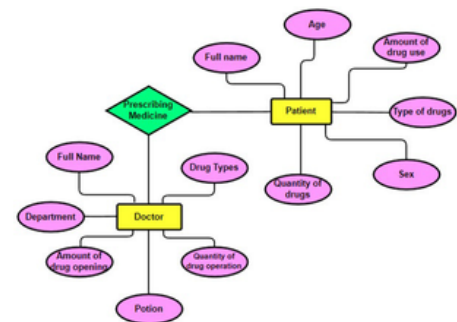 Age
Full name
Amount of
drug use
Prescribing
Medicine
Patient
Type of drugs
Full Name
Drug Types
Quantity of
drugs
Sex
Department
Doctor
Amount of
drug opening
Quantity of
drug operation
Potion